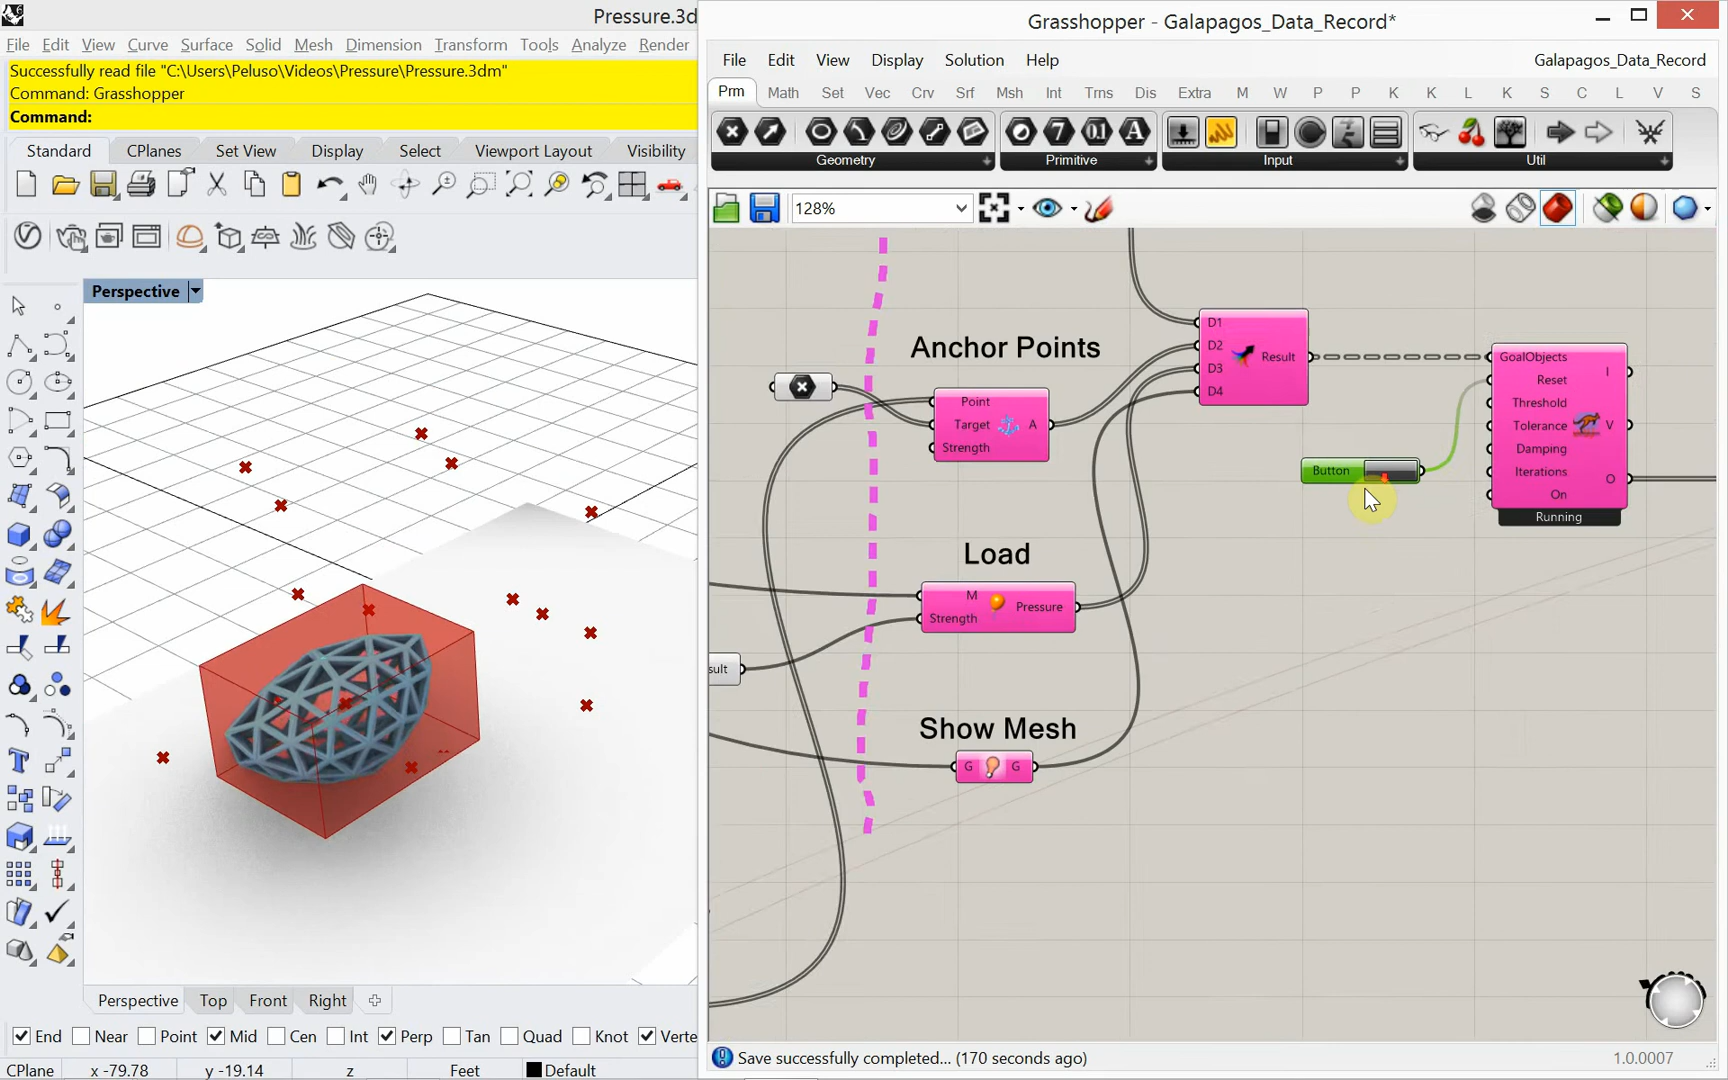 Pressure.3d
File Edit View Curve Surface Solid Mesh Dimension Transform Tools Analyze Render
Successfully read file "C:\Users\Peluso\Videos\Pressure\Pressure.3dm"
Command: Grasshopper
Command:
Standard CPlanes Set View Display Select Viewport Layout Visibility
Perspective
Perspective Top Front Right
End Near Point Mid Cen Int Perp Tan Quad Knot Verte
CPlane x -79.78 y -19.14 z Feet Default
Grasshopper - Galapagos_Data_Record*
File Edit View Display Solution Help Galapagos_Data_Record
Prm Math Set Vec Crv Srf Msh Int Trns Dis Extra M W P P K K L K S C L V S
Geometry Primitive Input Util
128%
Anchor Points
Point
Target A
Strength
Load
M
Pressure
Strength
sult
Show Mesh
G G
D1
D2
Result
D3
D4
Button
GoalObjects
I
Reset
Threshold
Tolerance V
Damping
Iterations
O
On
Running
Save successfully completed... (170 seconds ago)
1.0.0007